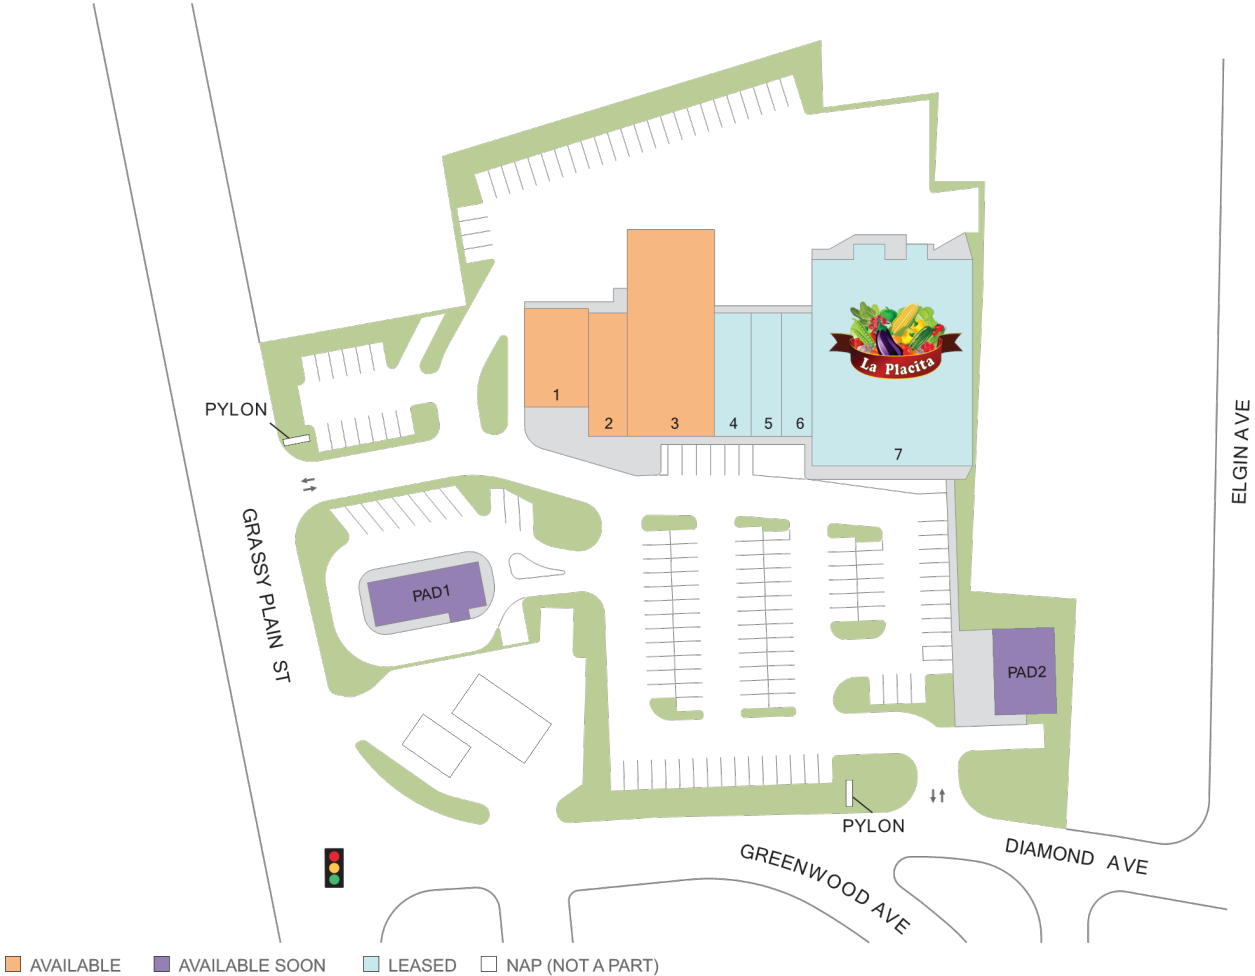 La Placita
1
2
3
4
5
6
7
PYLON
GRASSY PLAIN ST
ELGIN AVE
PAD1
PAD2
PYLON
GREENWOOD AVE
DIAMOND AVE
AVAILABLE
AVAILABLE SOON
LEASED
NAP (NOT A PART)